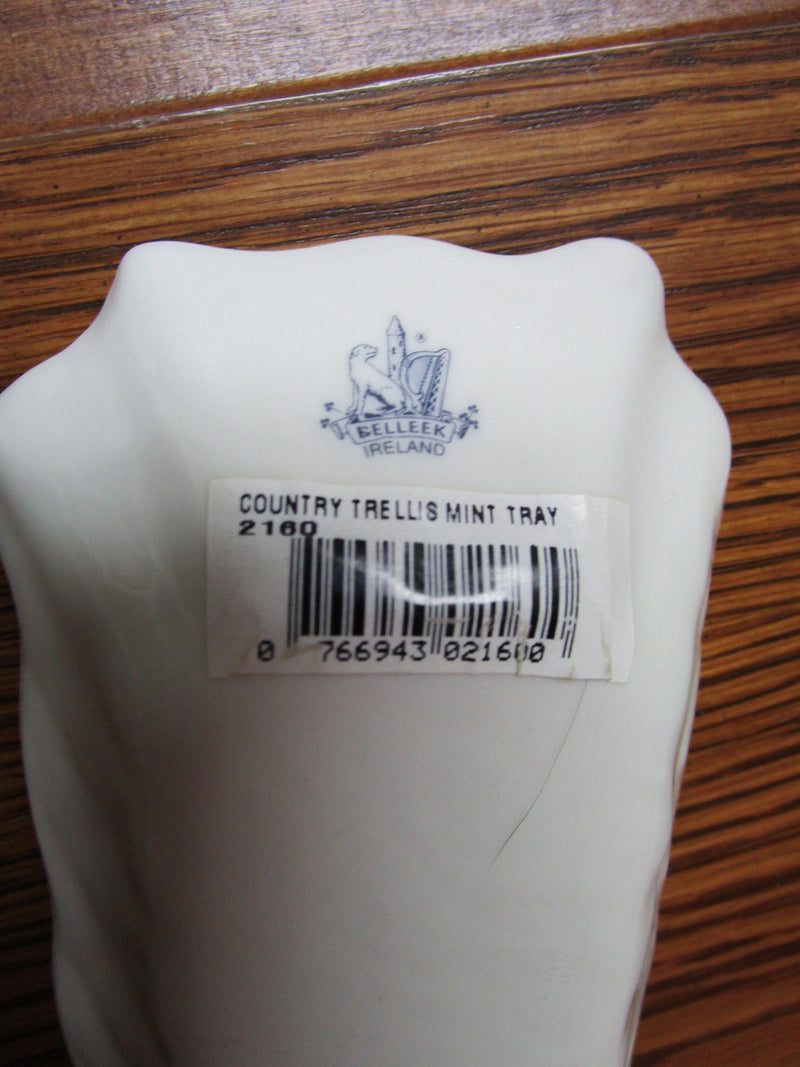 ®
BELLEEK
IRELAND
COUNTRY TRELLIS MINT TRAY
2160
0 766943 021600